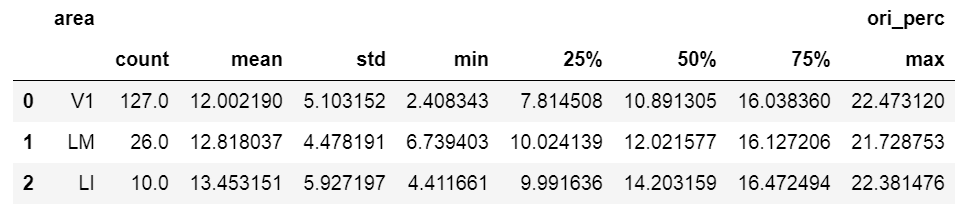 area ori_perc
count mean std min 25% 50% 75% max
0 V1 127.0 12.002190 5.103152 2.408343 7.814508 10.891305 16.038360 22.473120
1 LM 26.0 12.818037 4.478191 6.739403 10.024139 12.021577 16.127206 21.728753
2 LI 10.0 13.453151 5.927197 4.411661 9.991636 14.203159 16.472494 22.381476